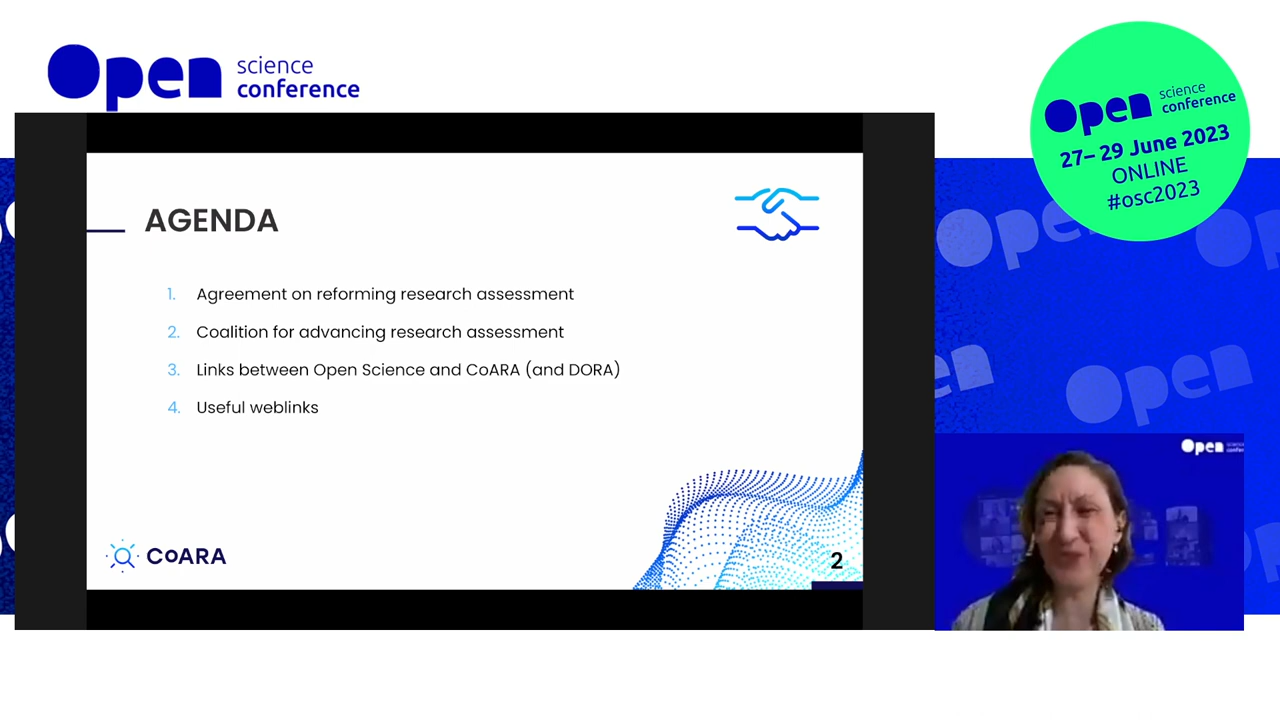 Open science
conference
Open science
conference
27– 29 June 2023
ONLINE
#osc2023
AGENDA
1. Agreement on reforming research assessment
2. Coalition for advancing research assessment
3. Links between Open Science and CoARA (and DORA)
4. Useful weblinks
CoARA
2
Open
Open
Open